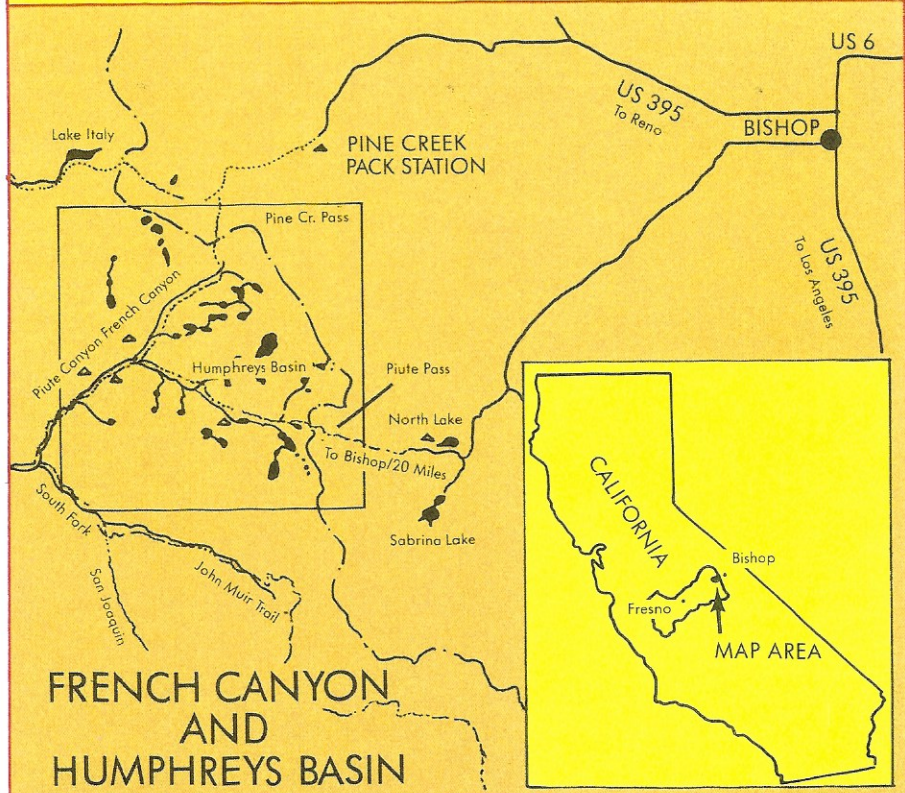 US 6
US 395
To Reno
BISHOP
Lake Italy
PINE CREEK
PACK STATION
Pine Cr. Pass
US 395
To Los Angeles
Piute Canyon French Canyon
Humphreys Basin
Piute Pass
North Lake
To Bishop/20 Miles
Sabrina Lake
South Fork
San Joaquin
John Muir Trail
CALIFORNIA
Bishop
Fresno
MAP AREA
FRENCH CANYON
AND
HUMPHREYS BASIN